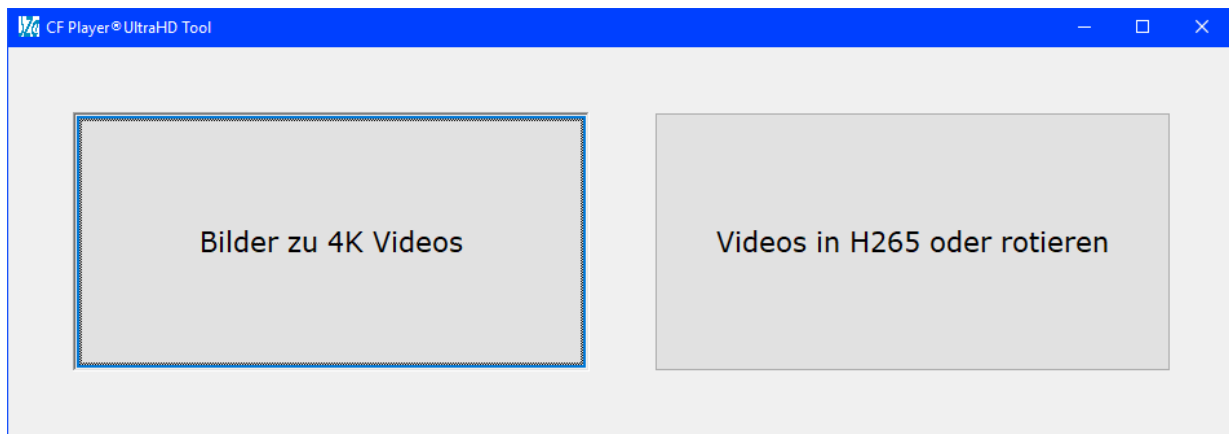 CF Player® UltraHD Tool
Bilder zu 4K Videos
Videos in H265 oder rotieren